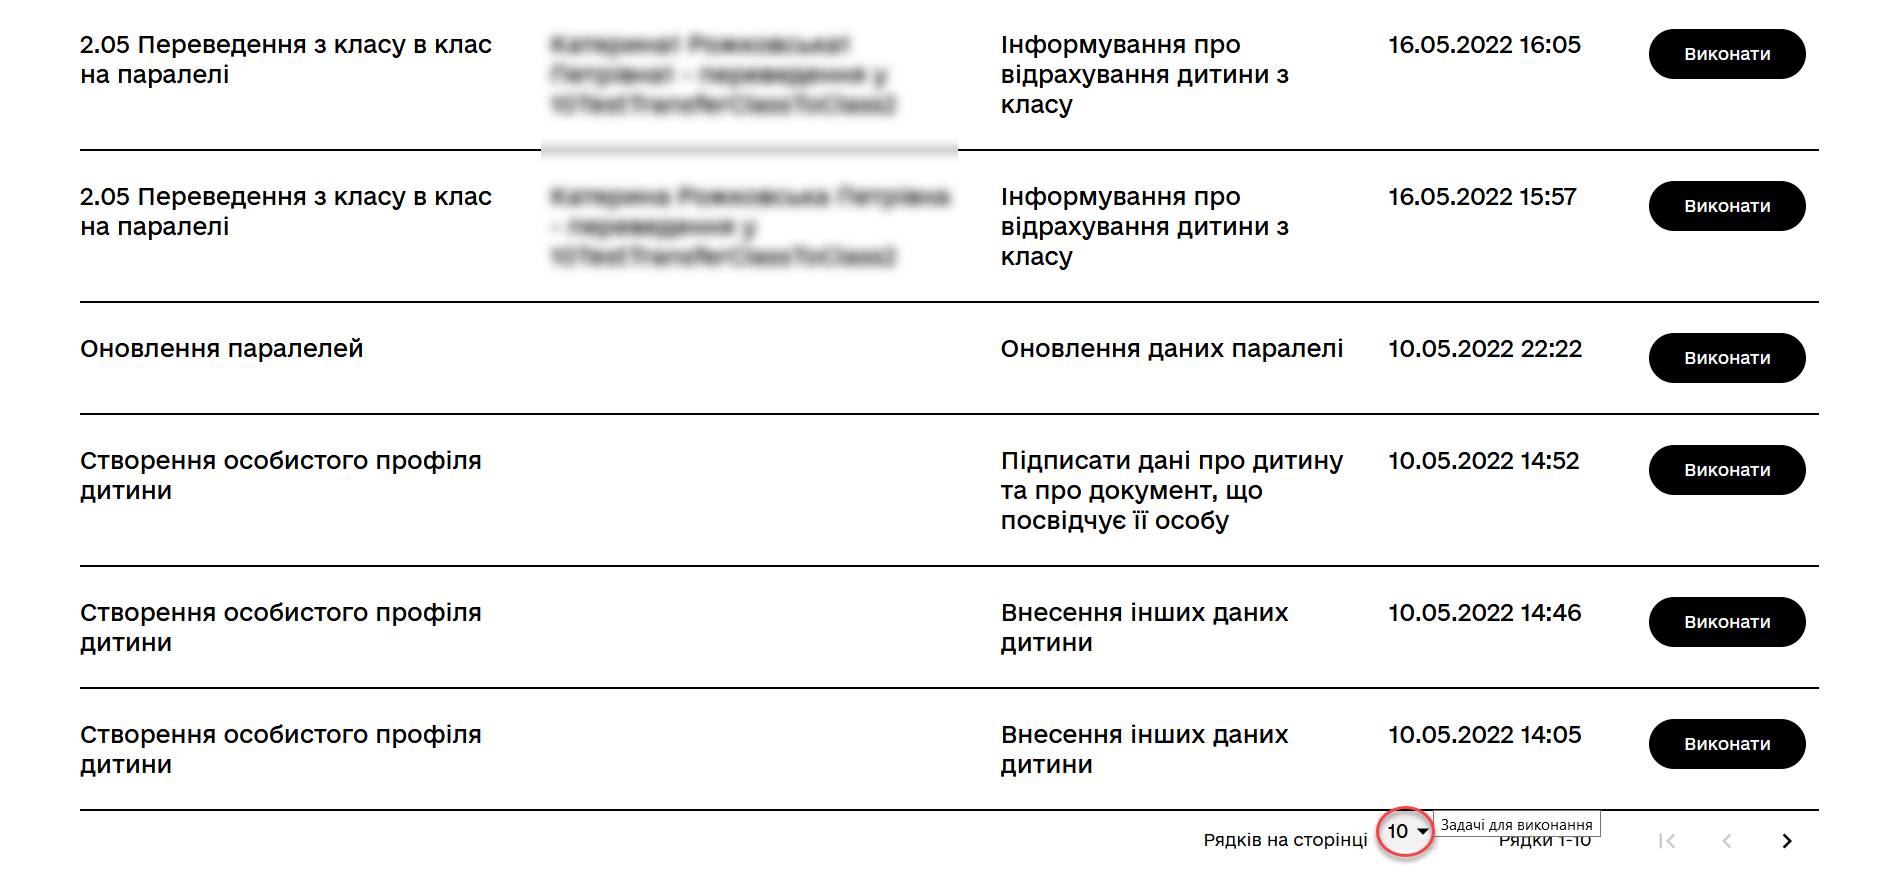 2.05 Переведення з класу в клас
на паралелі
Інформування про
відрахування дитини з
класу
16.05.2022 16:05
Виконати
2.05 Переведення з класу в клас
на паралелі
Інформування про
відрахування дитини з
класу
16.05.2022 15:57
Виконати
Оновлення паралелей
Оновлення даних паралелі
10.05.2022 22:22
Виконати
Створення особистого профіля
дитини
Підписати дані про дитину
та про документ, що
посвідчує її особу
10.05.2022 14:52
Виконати
Створення особистого профіля
дитини
Внесення інших даних
дитини
10.05.2022 14:46
Виконати
Створення особистого профіля
дитини
Внесення інших даних
дитини
10.05.2022 14:05
Виконати
Рядків на сторінці
10
Задачі для виконання
Рядки 1-10